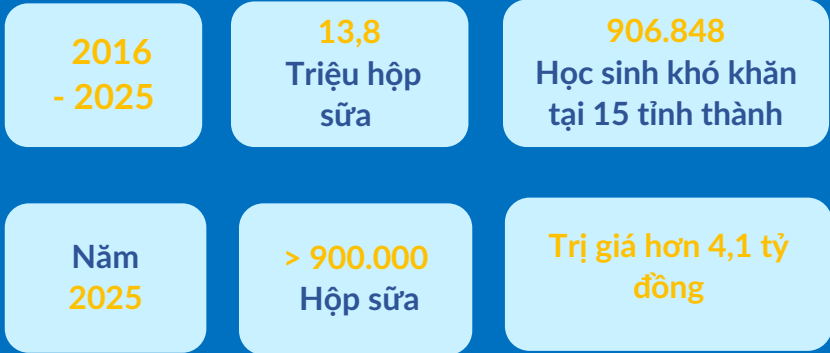 2016
- 2025
13,8
Triệu hộp
sữa
906.848
Học sinh khó khăn
tại 15 tỉnh thành
Năm
2025
> 900.000
Hộp sữa
Trị giá hơn 4,1 tỷ
đồng